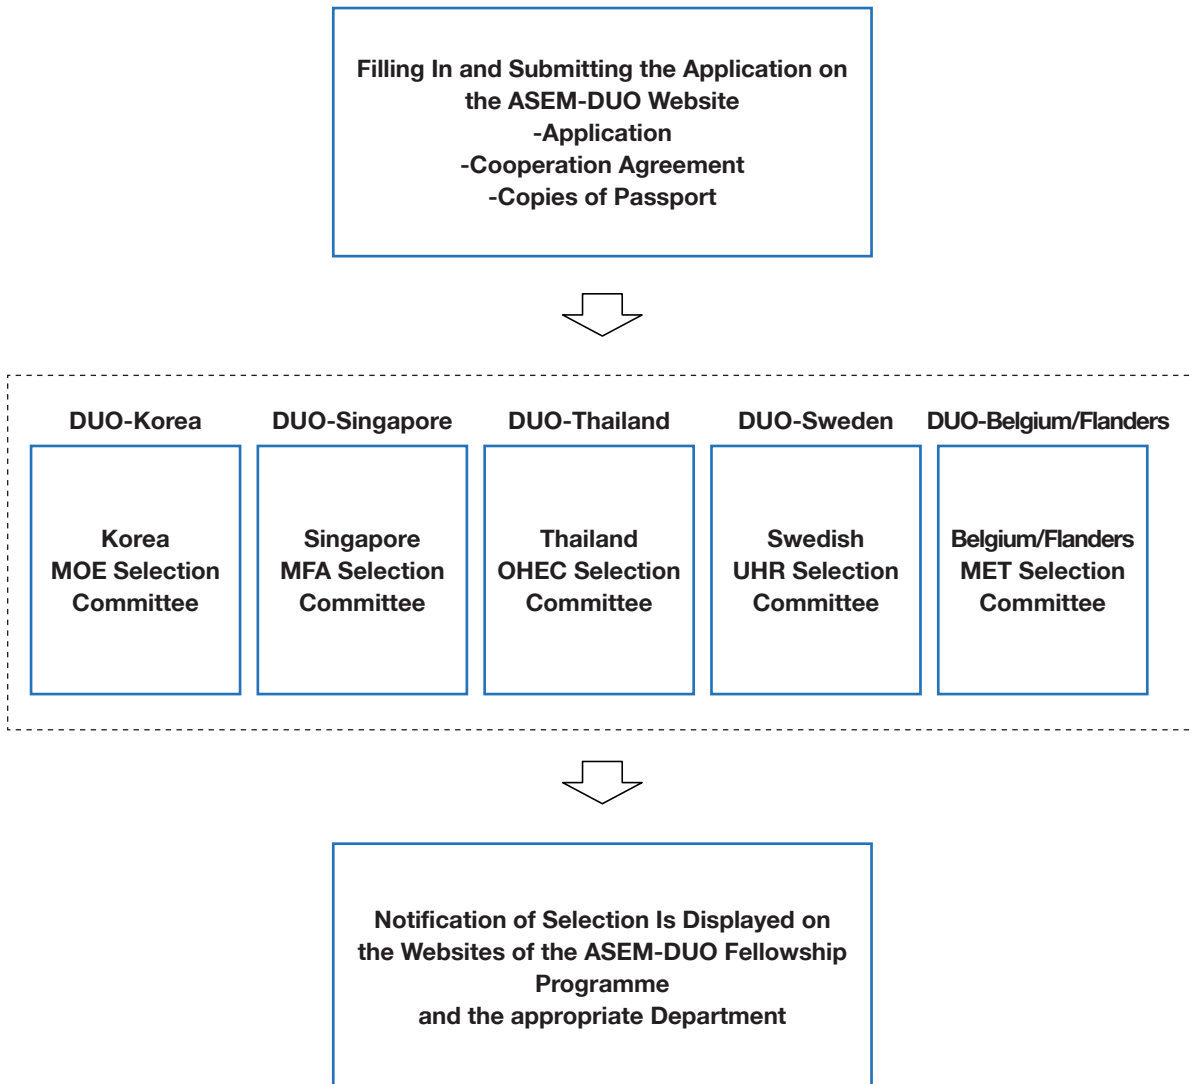 Filling In and Submitting the Application on
the ASEM-DUO Website
-Application
-Cooperation Agreement
-Copies of Passport
DUO-Korea
DUO-Singapore
DUO-Thailand
DUO-Sweden
DUO-Belgium/Flanders
Korea
MOE Selection
Committee
Singapore
MFA Selection
Committee
Thailand
OHEC Selection
Committee
Swedish
UHR Selection
Committee
Belgium/Flanders
MET Selection
Committee
Notification of Selection Is Displayed on
the Websites of the ASEM-DUO Fellowship
Programme
and the appropriate Department